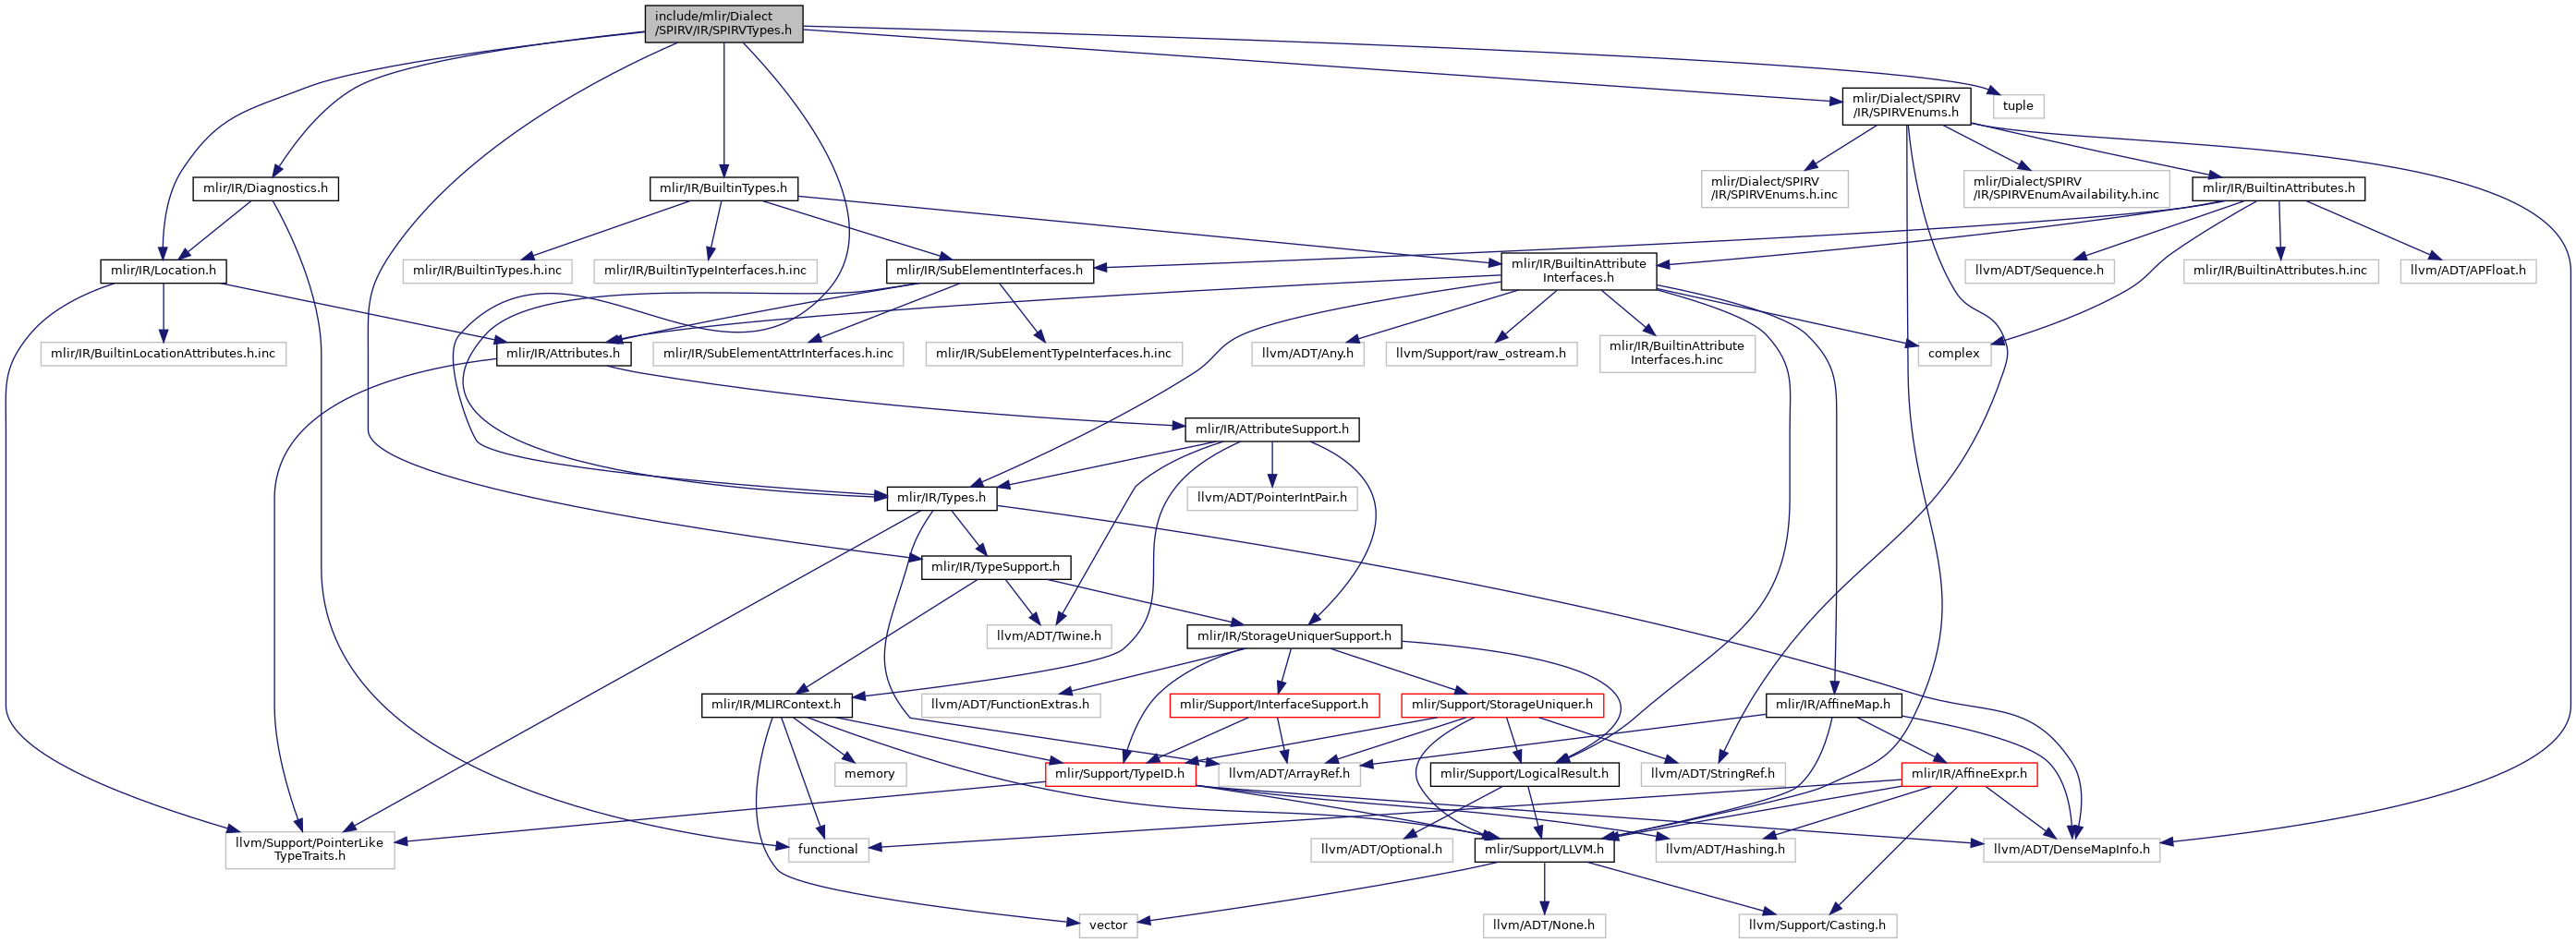 include/mlir/Dialect
/SPIRV/IR/SPIRVTypes.h
mlir/Dialect/SPIRV
/IR/SPIRVEnums.h
tuple
mlir/IR/Diagnostics.h
mlir/IR/BuiltinTypes.h
mlir/Dialect/SPIRV
/IR/SPIRVEnums.h.inc
mlir/Dialect/SPIRV
/IR/SPIRVEnumAvailability.h.inc
mlir/IR/BuiltinAttributes.h
mlir/IR/Location.h
mlir/IR/BuiltinTypes.h.inc
mlir/IR/BuiltinTypeInterfaces.h.inc
mlir/IR/SubElementInterfaces.h
mlir/IR/BuiltinAttribute
Interfaces.h
llvm/ADT/Sequence.h
mlir/IR/BuiltinAttributes.h.inc
llvm/ADT/APFloat.h
mlir/IR/BuiltinLocationAttributes.h.inc
mlir/IR/Attributes.h
mlir/IR/SubElementAttrInterfaces.h.inc
mlir/IR/SubElementTypeInterfaces.h.inc
llvm/ADT/Any.h
llvm/Support/raw_ostream.h
mlir/IR/BuiltinAttribute
Interfaces.h.inc
complex
mlir/IR/AttributeSupport.h
mlir/IR/Types.h
llvm/ADT/PointerIntPair.h
mlir/IR/TypeSupport.h
llvm/ADT/Twine.h
mlir/IR/StorageUniquerSupport.h
mlir/IR/MLIRContext.h
llvm/ADT/FunctionExtras.h
mlir/Support/InterfaceSupport.h
mlir/Support/StorageUniquer.h
mlir/IR/AffineMap.h
memory
mlir/Support/TypeID.h
llvm/ADT/ArrayRef.h
mlir/Support/LogicalResult.h
llvm/ADT/StringRef.h
mlir/IR/AffineExpr.h
llvm/Support/PointerLike
TypeTraits.h
functional
llvm/ADT/Optional.h
mlir/Support/LLVM.h
llvm/ADT/Hashing.h
llvm/ADT/DenseMapInfo.h
vector
llvm/ADT/None.h
llvm/Support/Casting.h